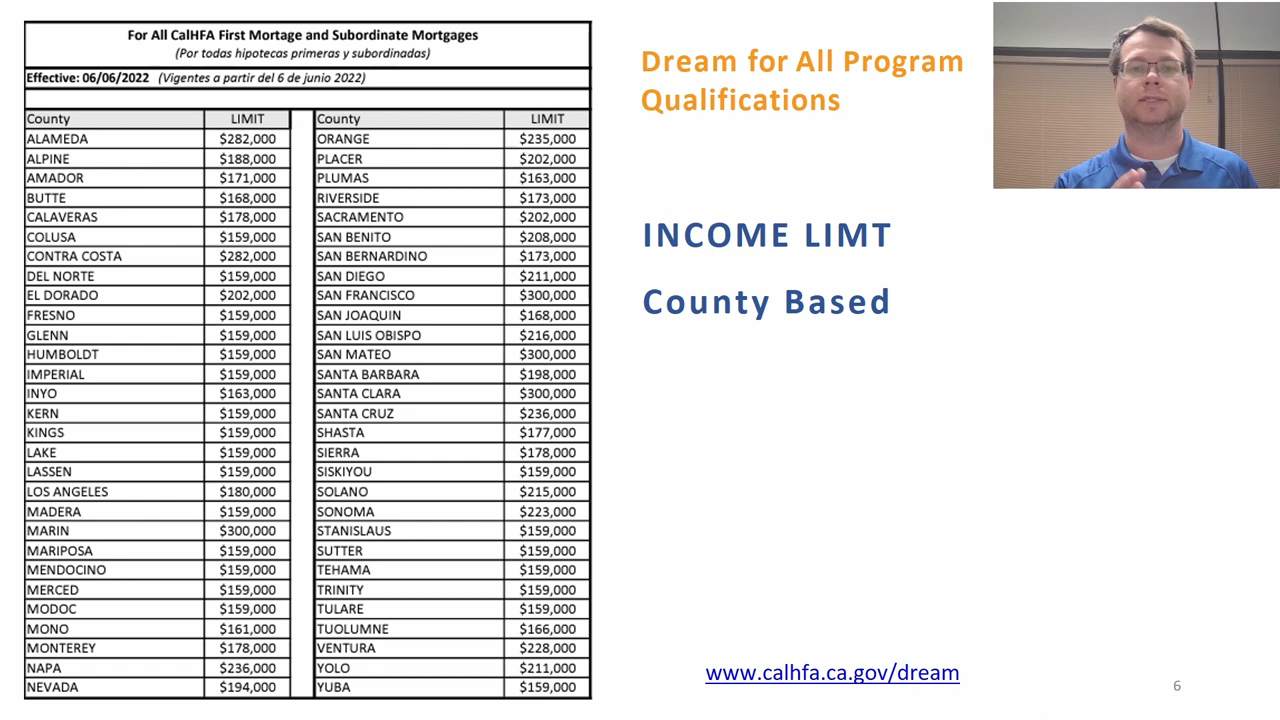 For All CalHFA First Mortage and Subordinate Mortgages
(Por todas hipotecas primeras y subordinadas)
Effective: 06/06/2022 (Vigentes a partir del 6 de junio 2022)
County LIMIT County LIMIT
ALAMEDA $282,000 ORANGE $235,000
ALPINE $188,000 PLACER $202,000
AMADOR $171,000 PLUMAS $163,000
BUTTE $168,000 RIVERSIDE $173,000
CALAVERAS $178,000 SACRAMENTO $202,000
COLUSA $159,000 SAN BENITO $208,000
CONTRA COSTA $282,000 SAN BERNARDINO $173,000
DEL NORTE $159,000 SAN DIEGO $211,000
EL DORADO $202,000 SAN FRANCISCO $300,000
FRESNO $159,000 SAN JOAQUIN $168,000
GLENN $159,000 SAN LUIS OBISPO $216,000
HUMBOLDT $159,000 SAN MATEO $300,000
IMPERIAL $159,000 SANTA BARBARA $198,000
INYO $163,000 SANTA CLARA $300,000
KERN $159,000 SANTA CRUZ $236,000
KINGS $159,000 SHASTA $177,000
LAKE $159,000 SIERRA $178,000
LASSEN $159,000 SISKIYOU $159,000
LOS ANGELES $180,000 SOLANO $215,000
MADERA $159,000 SONOMA $223,000
MARIN $300,000 STANISLAUS $159,000
MARIPOSA $159,000 SUTTER $159,000
MENDOCINO $159,000 TEHAMA $159,000
MERCED $159,000 TRINITY $159,000
MODOC $159,000 TULARE $159,000
MONO $161,000 TUOLUMNE $166,000
MONTEREY $178,000 VENTURA $228,000
NAPA $236,000 YOLO $211,000
NEVADA $194,000 YUBA $159,000
Dream for All Program
Qualifications
INCOME LIMT
County Based
www.calhfa.ca.gov/dream
6